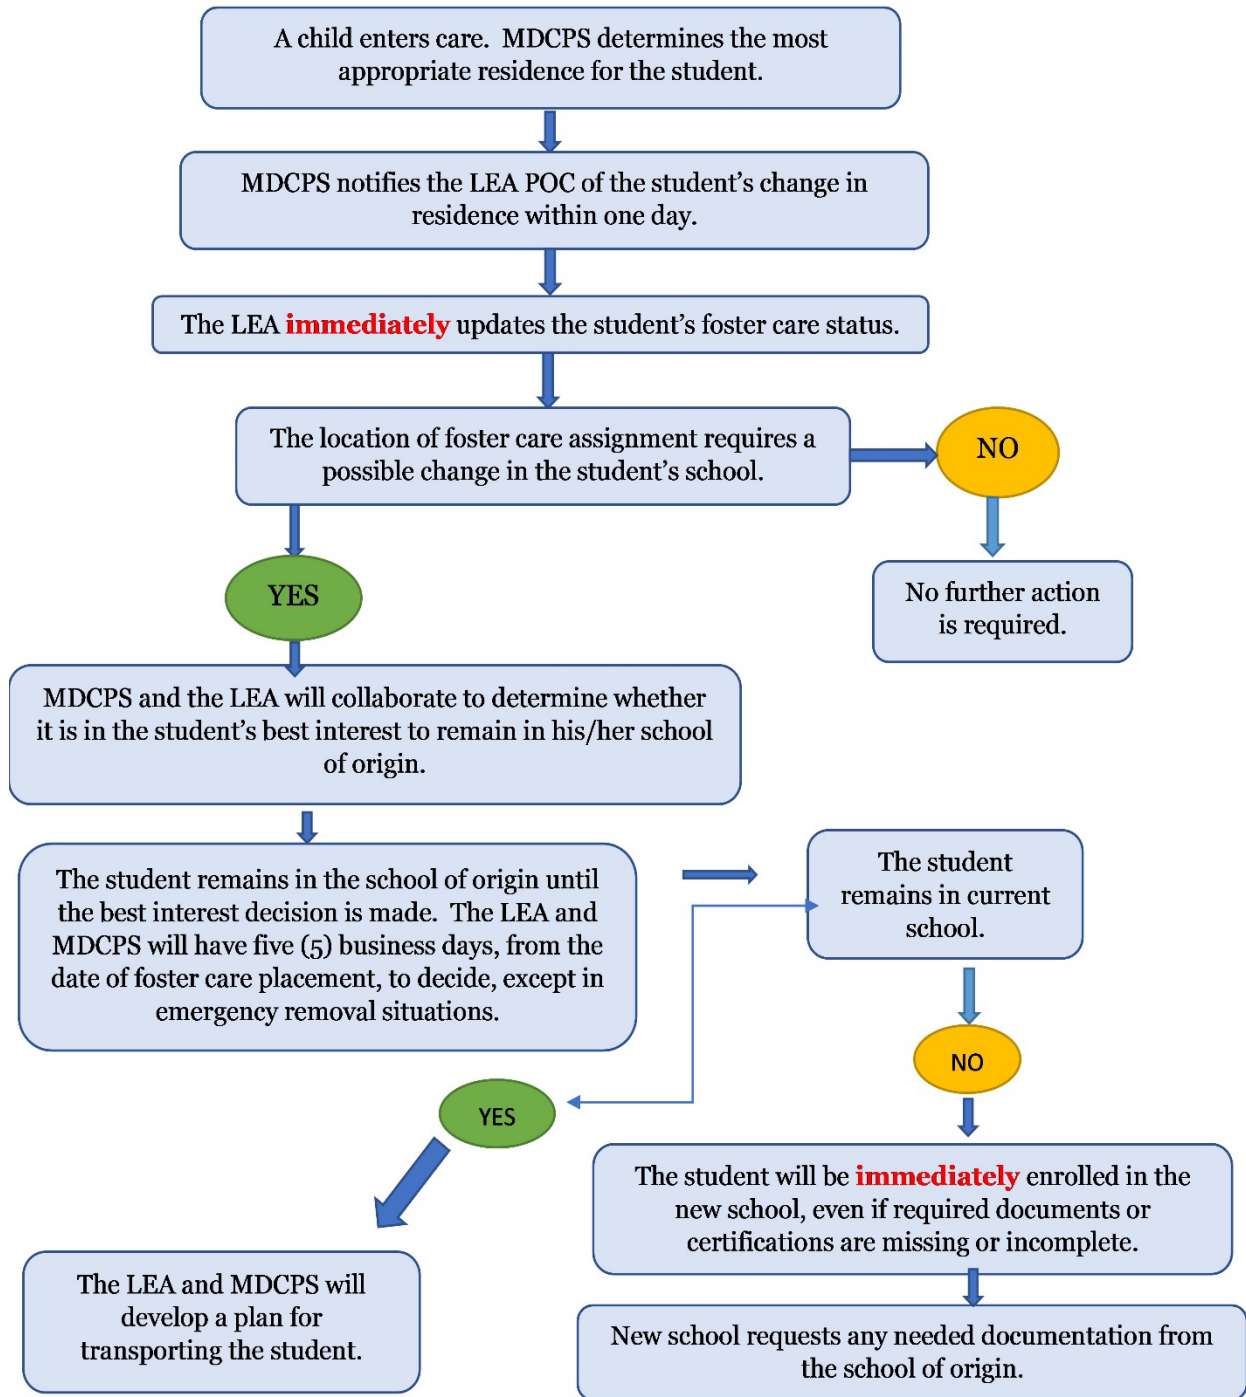 A child enters care.  MDCPS determines the most
appropriate residence for the student.
MDCPS notifies the LEA POC of the student’s change in
residence within one day.
The LEA immediately updates the student’s foster care status.
The location of foster care assignment requires a
possible change in the student’s school.
NO
No further action
is required.
YES
MDCPS and the LEA will collaborate to determine whether
it is in the student’s best interest to remain in his/her school
of origin.
The student remains in the school of origin until
the best interest decision is made.  The LEA and
MDCPS will have five (5) business days, from the
date of foster care placement, to decide, except in
emergency removal situations.
The student
remains in current
school.
NO
YES
The student will be immediately enrolled in the
new school, even if required documents or
certifications are missing or incomplete.
The LEA and MDCPS will
develop a plan for
transporting the student.
New school requests any needed documentation from
the school of origin.